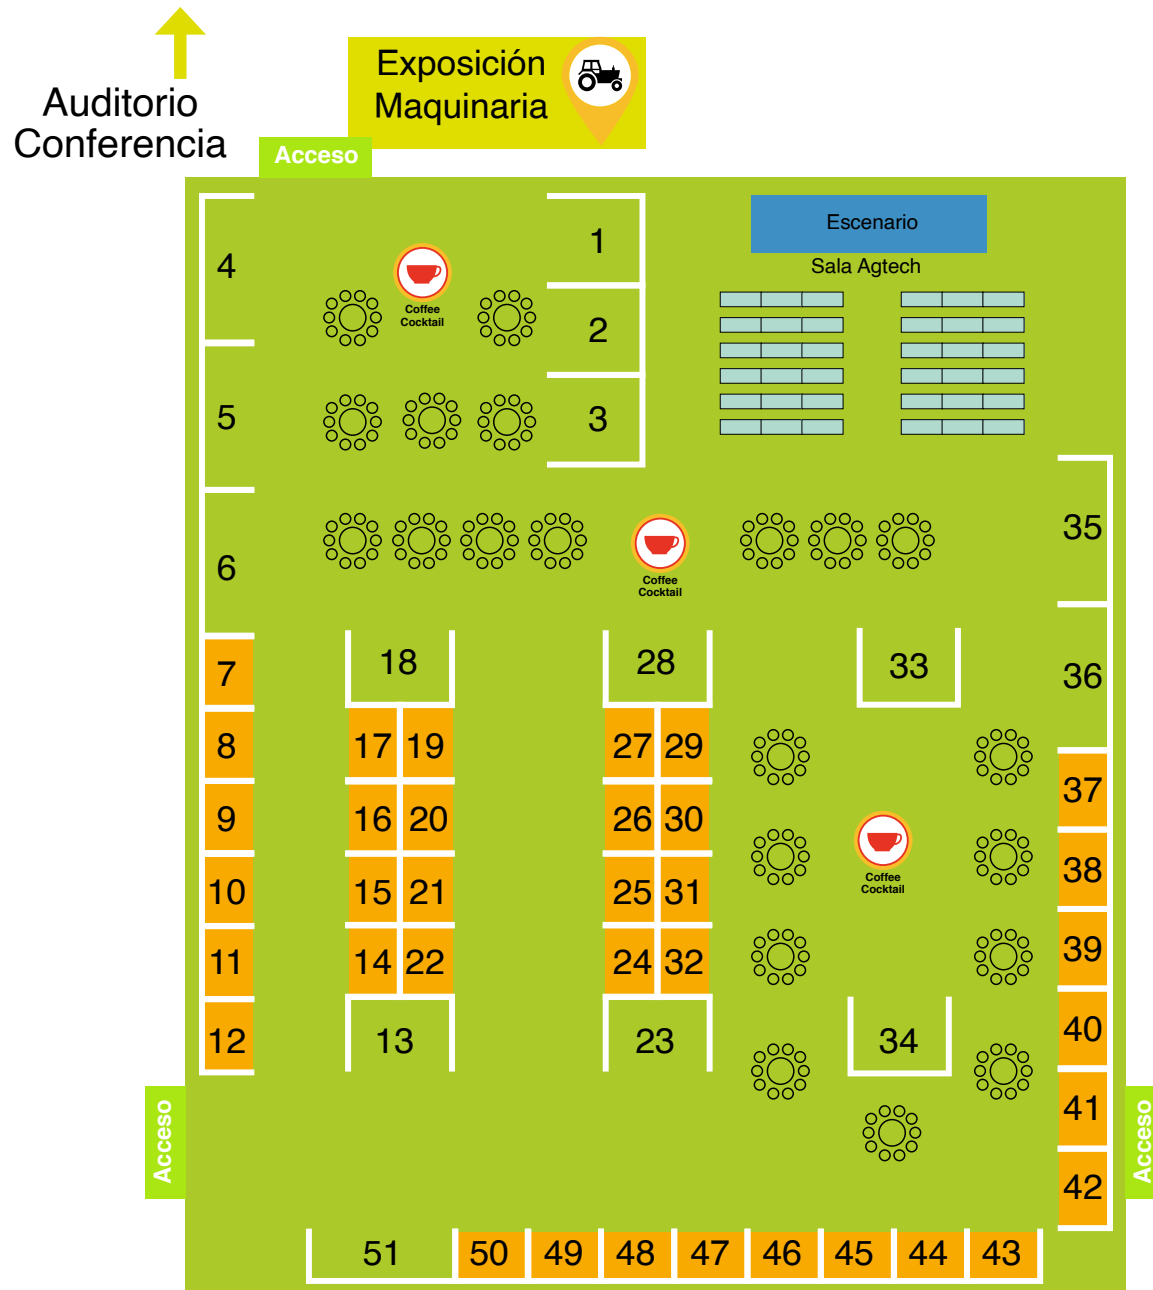 Auditorio
Conferencia
Exposición
Maquinaria
Acceso
Escenario
Sala Agtech
1
2
3
4
5
6
Coffee
Cocktail
Coffee
Cocktail
35
36
7
8
9
10
11
12
18
17 19
16 20
15 21
14 22
13
28
27 29
26 30
25 31
24 32
23
33
Coffee
Cocktail
34
37
38
39
40
41
42
Acceso
Acceso
51 50 49 48 47 46 45 44 43